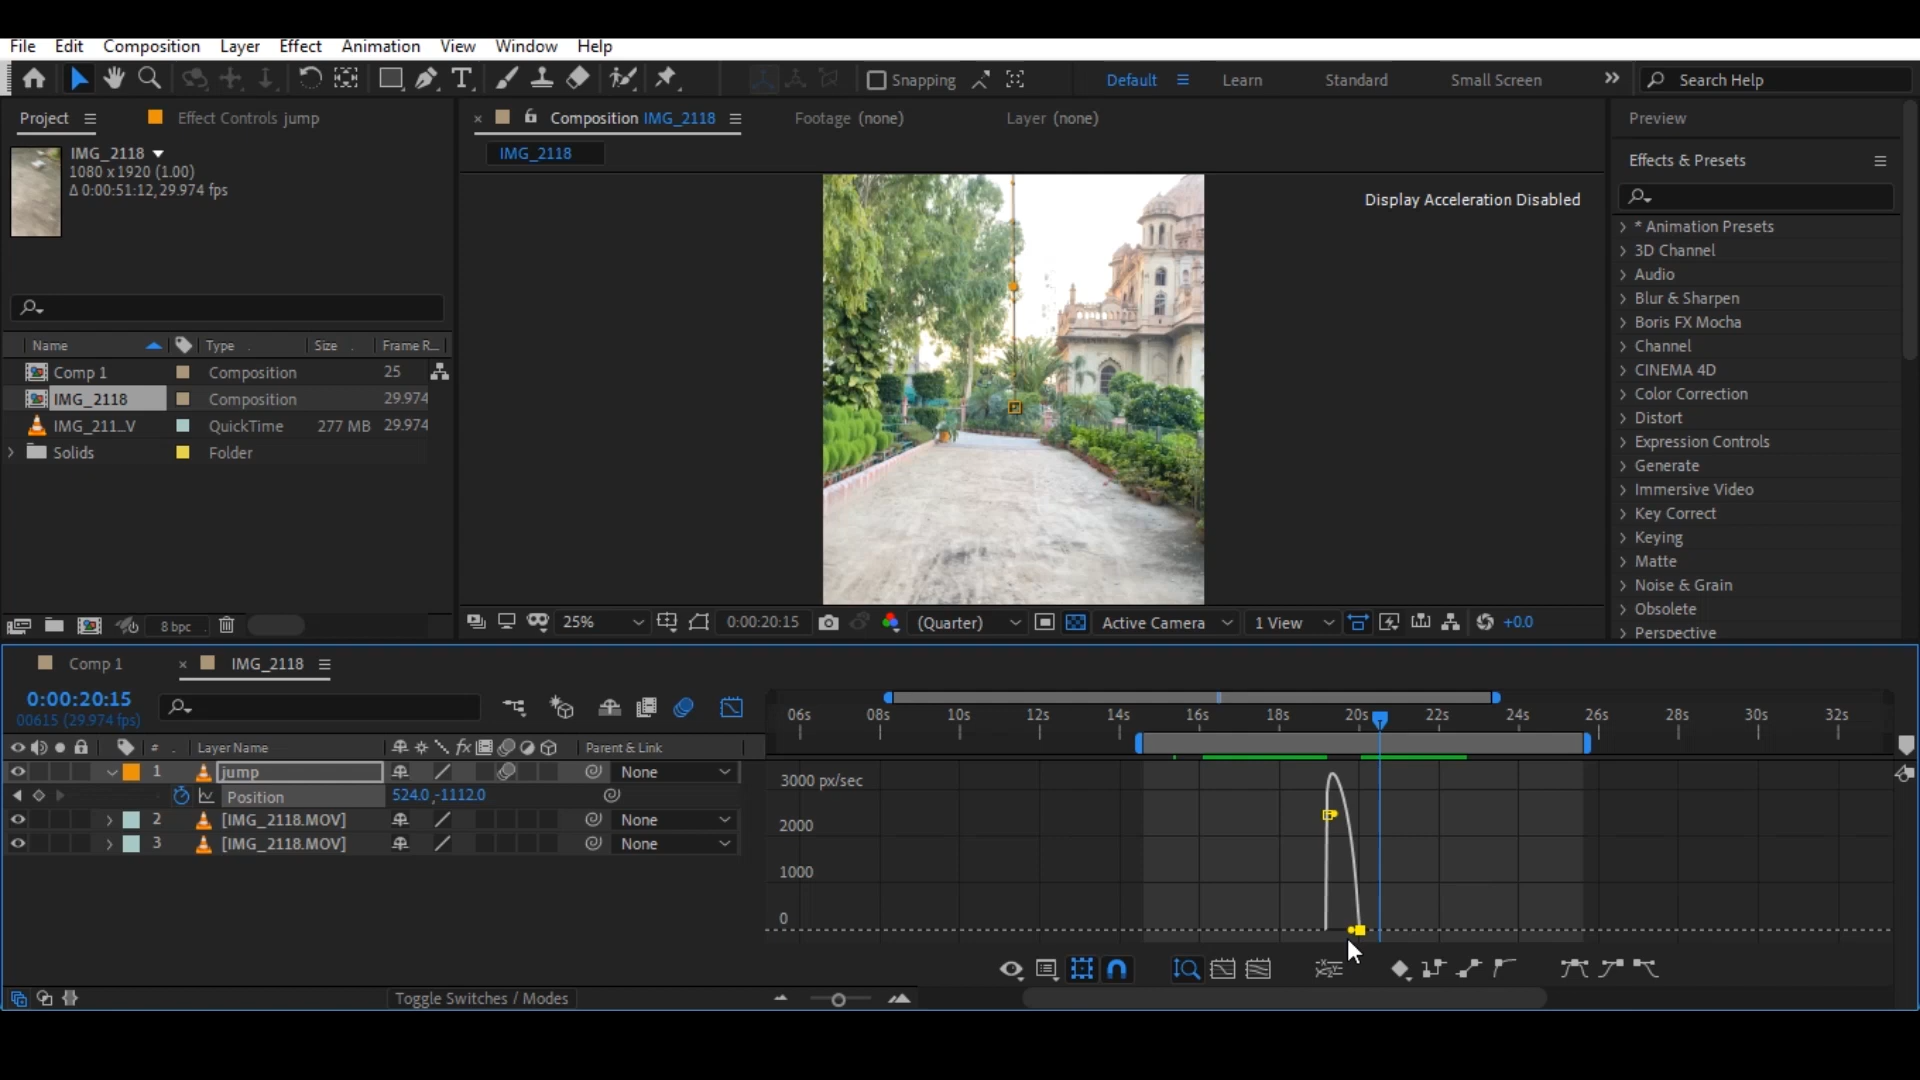 File Edit Composition Layer Effect Animation View Window Help
Snapping Default Learn Standard Small Screen Search Help
Project Effect Controls jump
IMG_2118
1080 x 1920 (1.00)
Δ 0:00:51:12, 29.974 fps
Name Type Size Frame R...
Comp 1 Composition 25
IMG_2118 Composition 29.974
IMG_211...V QuickTime 277 MB 29.974
Solids Folder
8 bpc
Composition IMG_2118 Footage (none) Layer (none)
IMG_2118
Display Acceleration Disabled
25% 0:00:20:15 (Quarter) Active Camera 1 View +0.0
Preview
Effects & Presets
* Animation Presets
3D Channel
Audio
Blur & Sharpen
Boris FX Mocha
Channel
CINEMA 4D
Color Correction
Distort
Expression Controls
Generate
Immersive Video
Key Correct
Keying
Matte
Noise & Grain
Obsolete
Perspective
Comp 1 IMG_2118
0:00:20:15
00615 (29.974 fps)
06s 08s 10s 12s 14s 16s 18s 20s 22s 24s 26s 28s 30s 32s
# Layer Name fx Parent & Link
1 jump None
Position 524.0,-1112.0
2 [IMG_2118.MOV] None
3 [IMG_2118.MOV] None
3000 px/sec
2000
1000
0
Toggle Switches / Modes